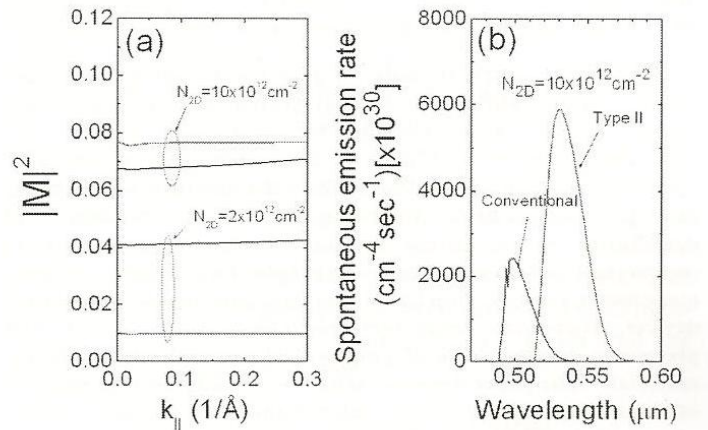 (a)
0.12
0.10
0.08
0.06
0.04
0.02
0.00
|M|²
N₂D=10x10¹²cm⁻²
N₂D=2x10¹²cm⁻²
0.0 0.1 0.2 0.3
k|| (1/Å)
(b)
8000
6000
4000
2000
0
Spontaneous emission rate
(cm⁻⁴sec⁻¹)[x10³⁰]
N₂D=10x10¹²cm⁻²
Type II
Conventional
0.50 0.55 0.60
Wavelength (μm)